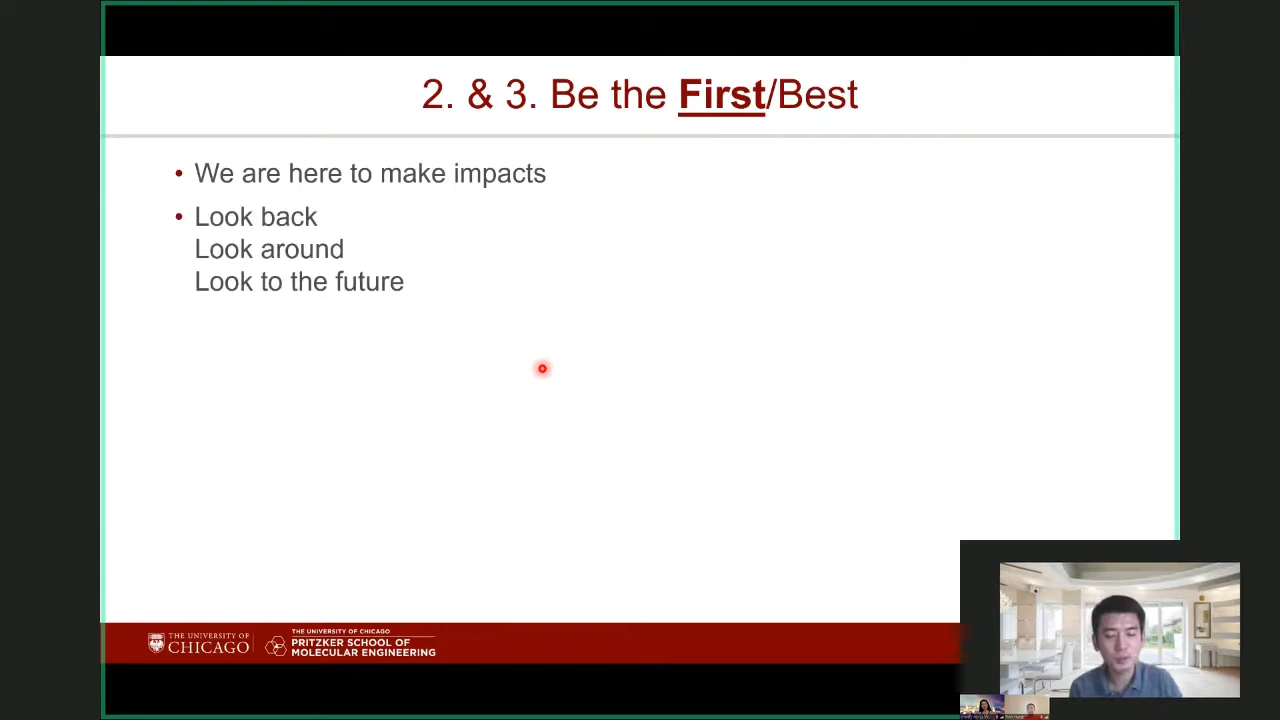 2. & 3. Be the First/Best
• We are here to make impacts
• Look back
Look around
Look to the future
THE UNIVERSITY OF
CHICAGO
THE UNIVERSITY OF CHICAGO
PRITZKER SCHOOL OF
MOLECULAR ENGINEERING